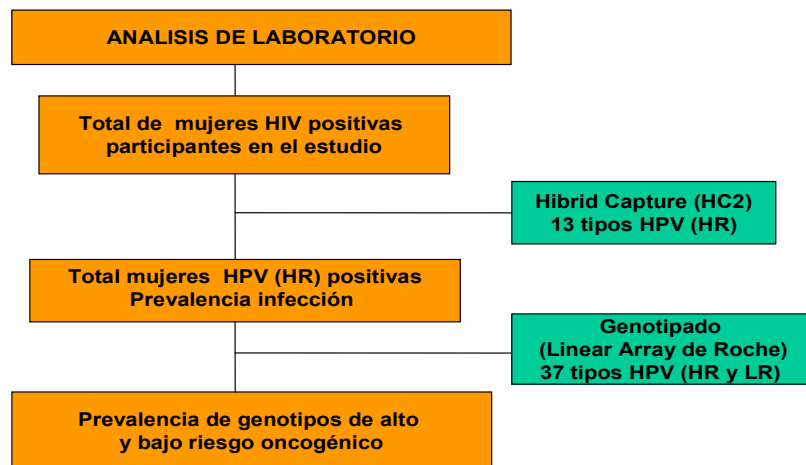 ANALISIS DE LABORATORIO
Total de mujeres HIV positivas
participantes en el estudio
Hibrid Capture (HC2)
13 tipos HPV (HR)
Total mujeres HPV (HR) positivas
Prevalencia infección
Genotipado
(Linear Array de Roche)
37 tipos HPV (HR y LR)
Prevalencia de genotipos de alto
y bajo riesgo oncogénico